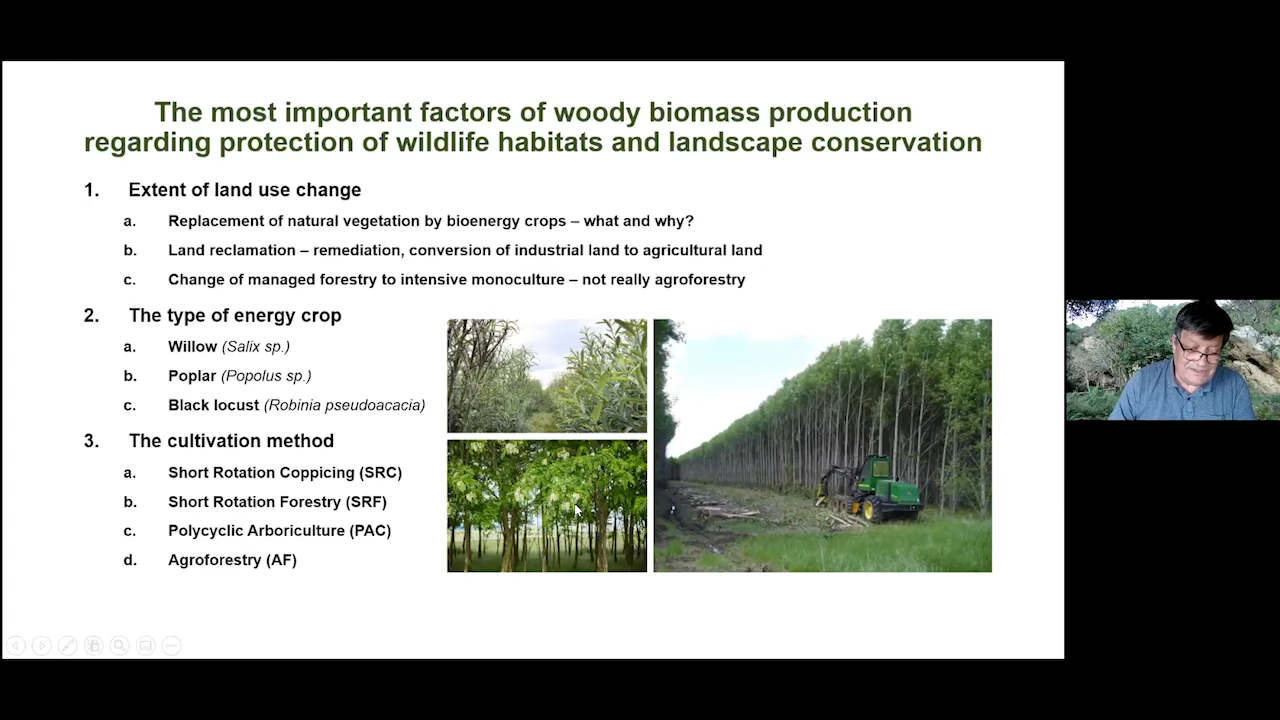 The most important factors of woody biomass production
regarding protection of wildlife habitats and landscape conservation
1. Extent of land use change
a. Replacement of natural vegetation by bioenergy crops – what and why?
b. Land reclamation – remediation, conversion of industrial land to agricultural land
c. Change of managed forestry to intensive monoculture – not really agroforestry
2. The type of energy crop
a. Willow (Salix sp.)
b. Poplar (Popolus sp.)
c. Black locust (Robinia pseudoacacia)
3. The cultivation method
a. Short Rotation Coppicing (SRC)
b. Short Rotation Forestry (SRF)
c. Polycyclic Arboriculture (PAC)
d. Agroforestry (AF)